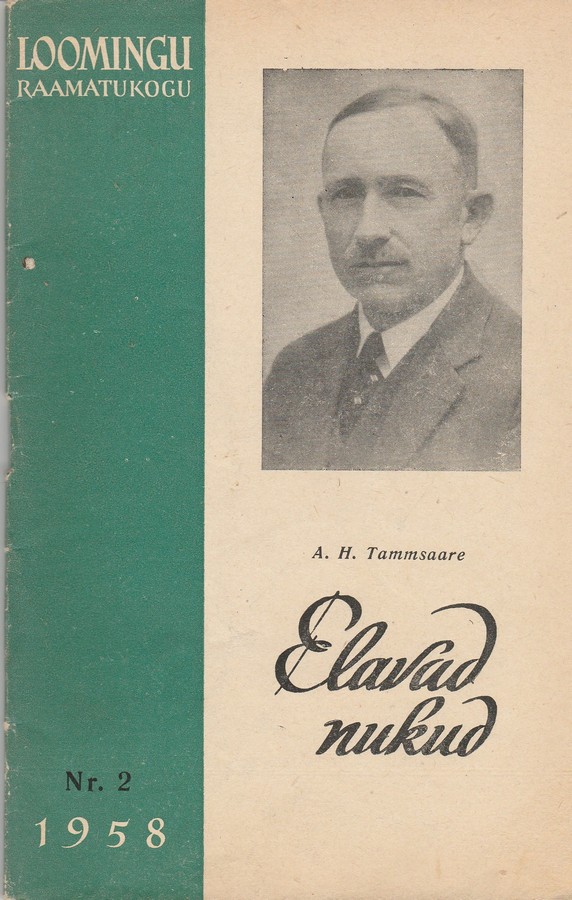 LOOMINGU
RAAMATUKOGU
A. H. Tammsaare
Elavad
nukud
Nr. 2
1958